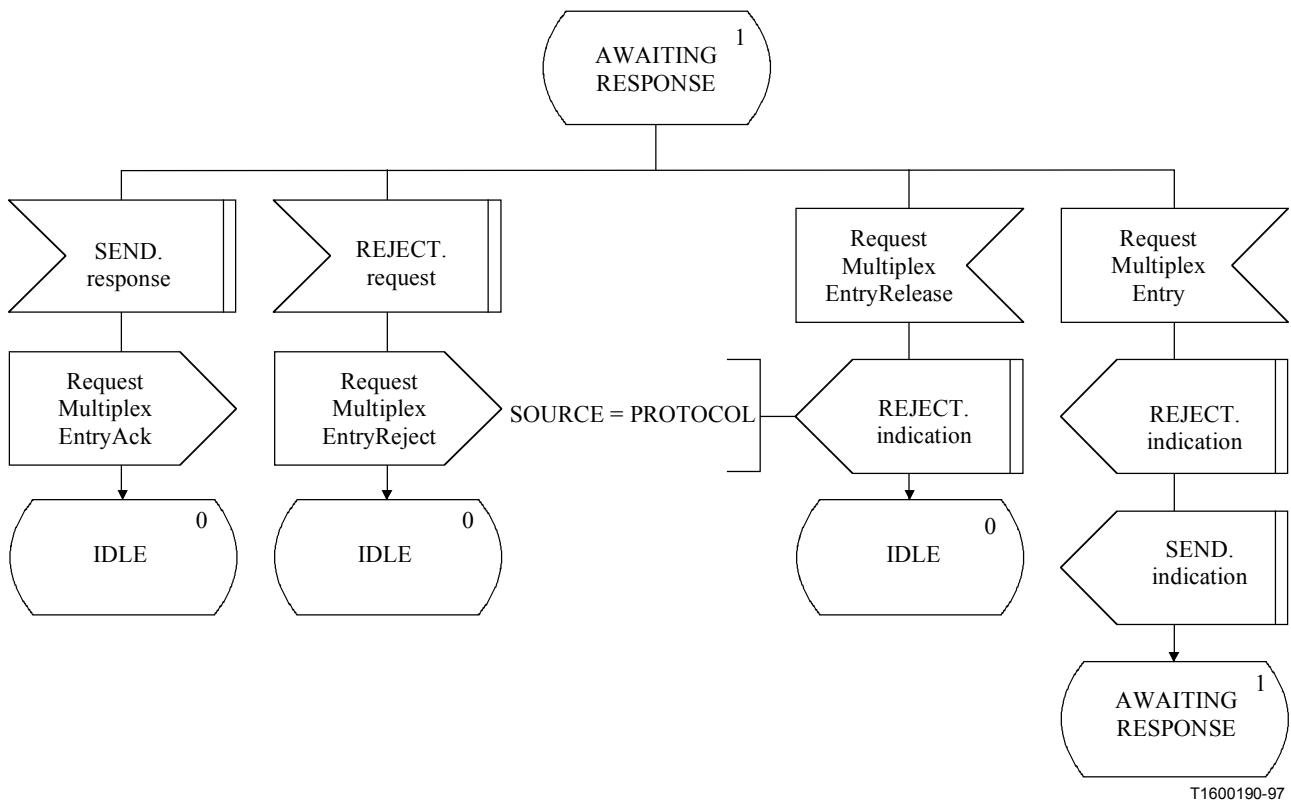 1
AWAITING
RESPONSE
SEND.
response
REJECT.
request
Request
Multiplex
EntryRelease
Request
Multiplex
Entry
Request
Multiplex
EntryAck
Request
Multiplex
EntryReject
SOURCE = PROTOCOL
REJECT.
indication
REJECT.
indication
0
IDLE
0
IDLE
0
IDLE
SEND.
indication
1
AWAITING
RESPONSE
T1600190-97